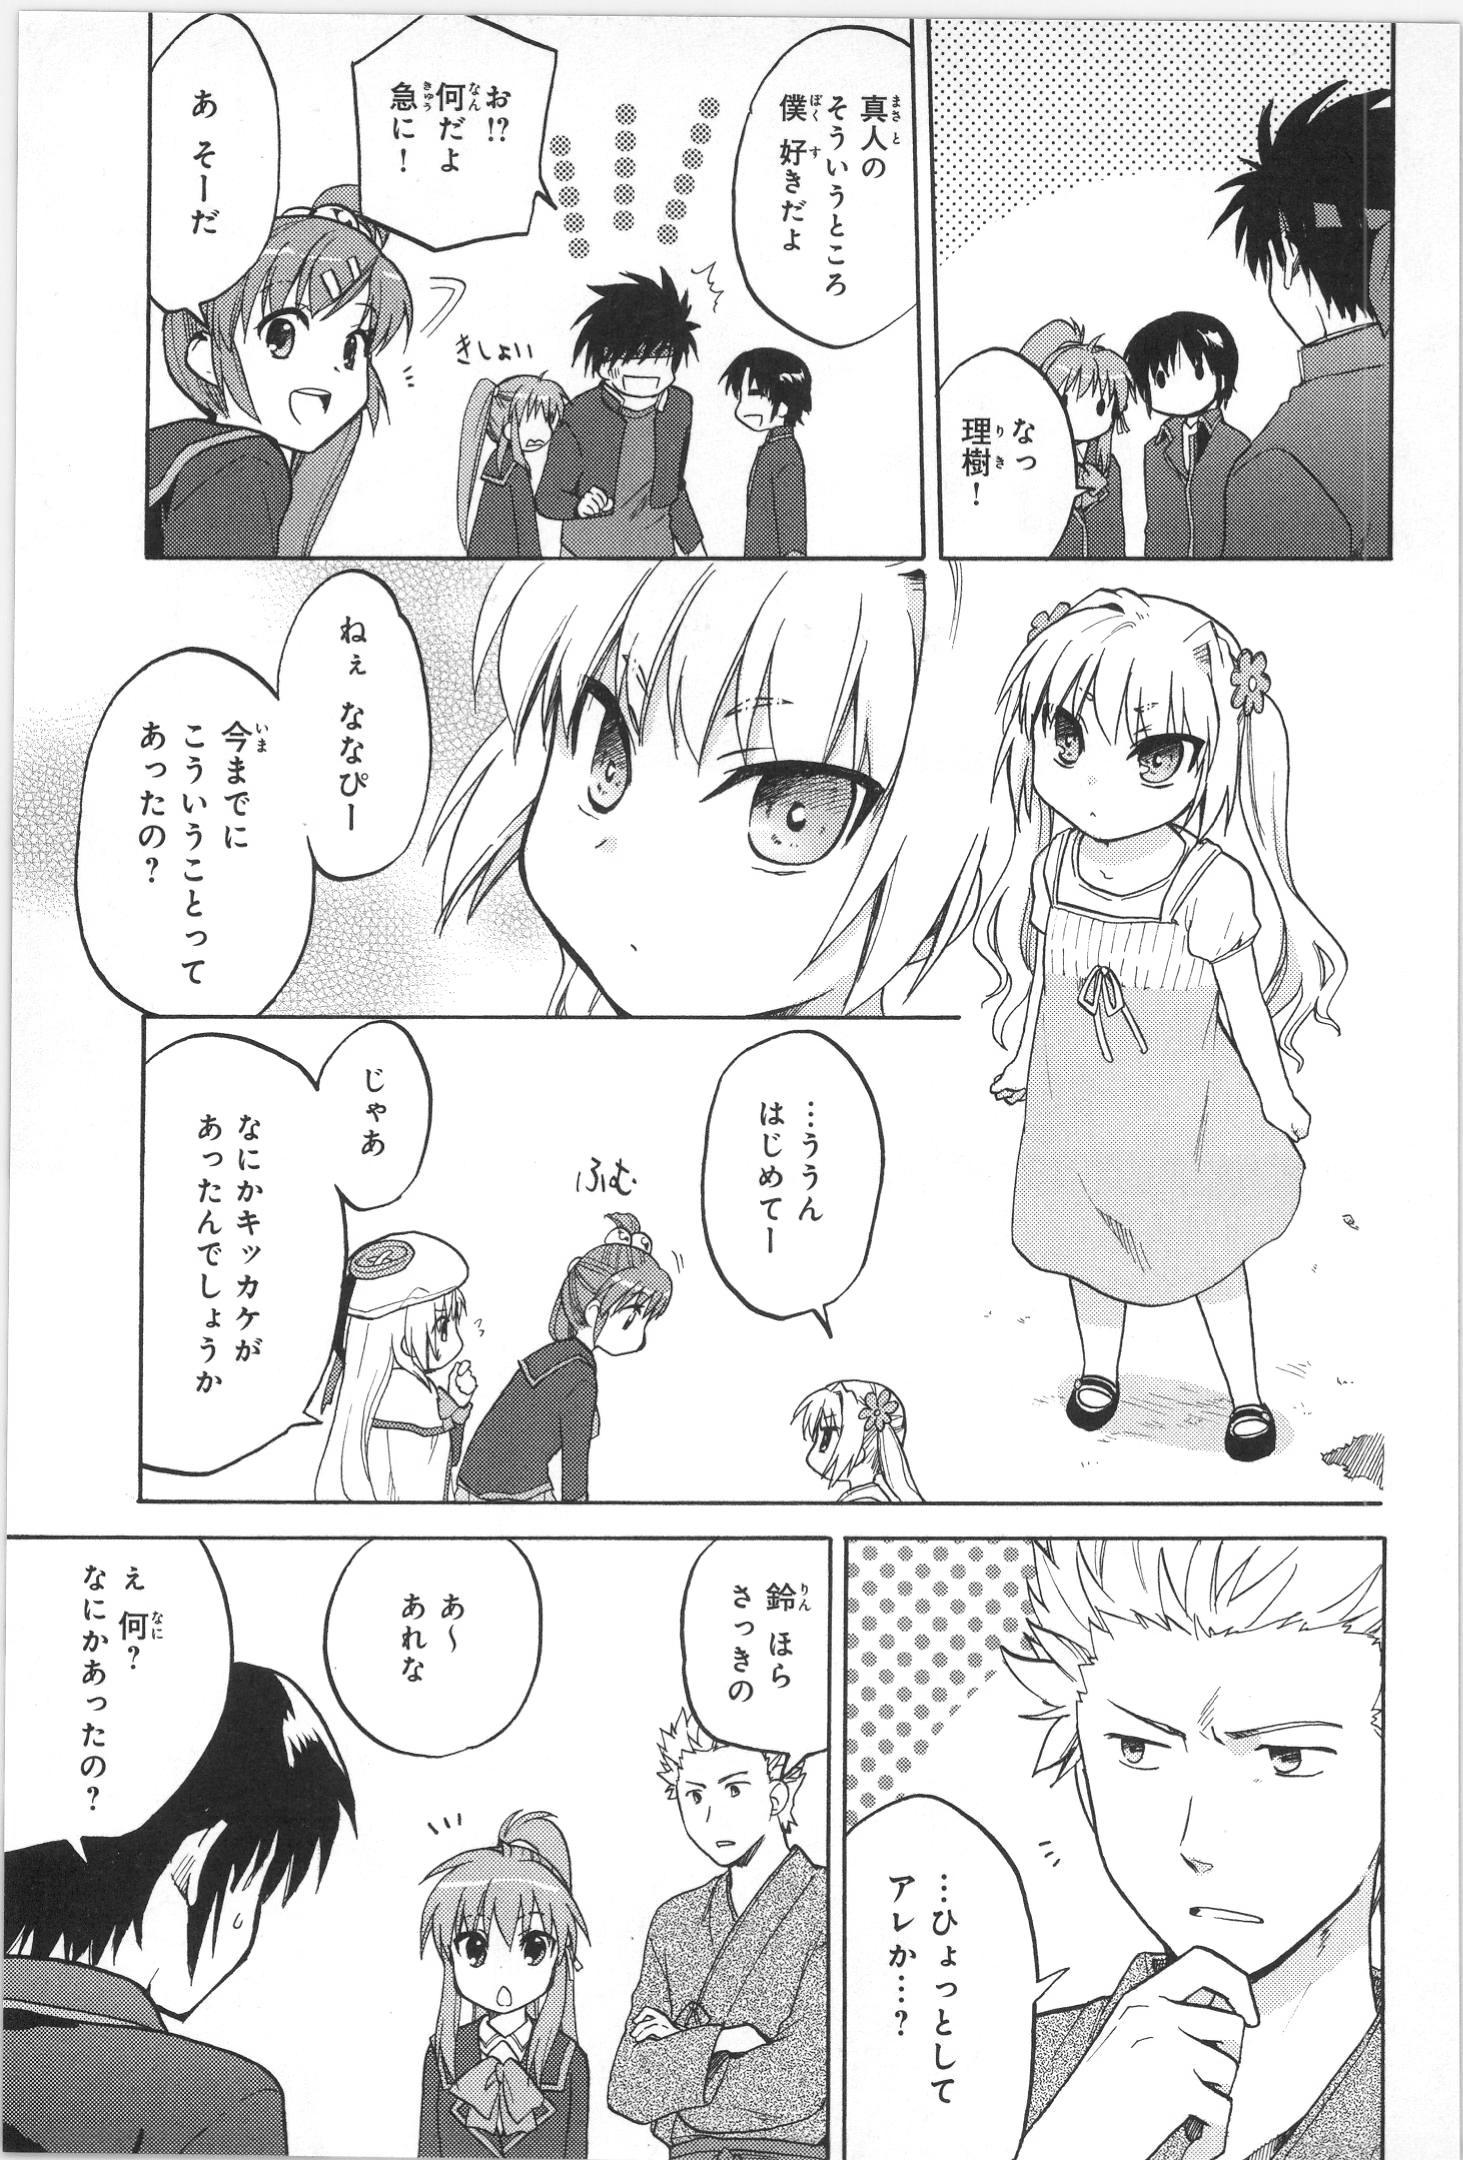 なっ
理樹！
真人の
そういうところ
僕 好きだよ
お!?
何だよ
急に！
きしょい
あ そーだ
ねぇ ななぴー
今までに
こういうことって
あったの？
…ううん
はじめてー
ふむ
じゃあ
なにかキッカケが
あったんでしょうか
…ひょっとして
アレか…？
鈴 ほら
さっきの
あ～
あれな
え 何？
なにかあったの？